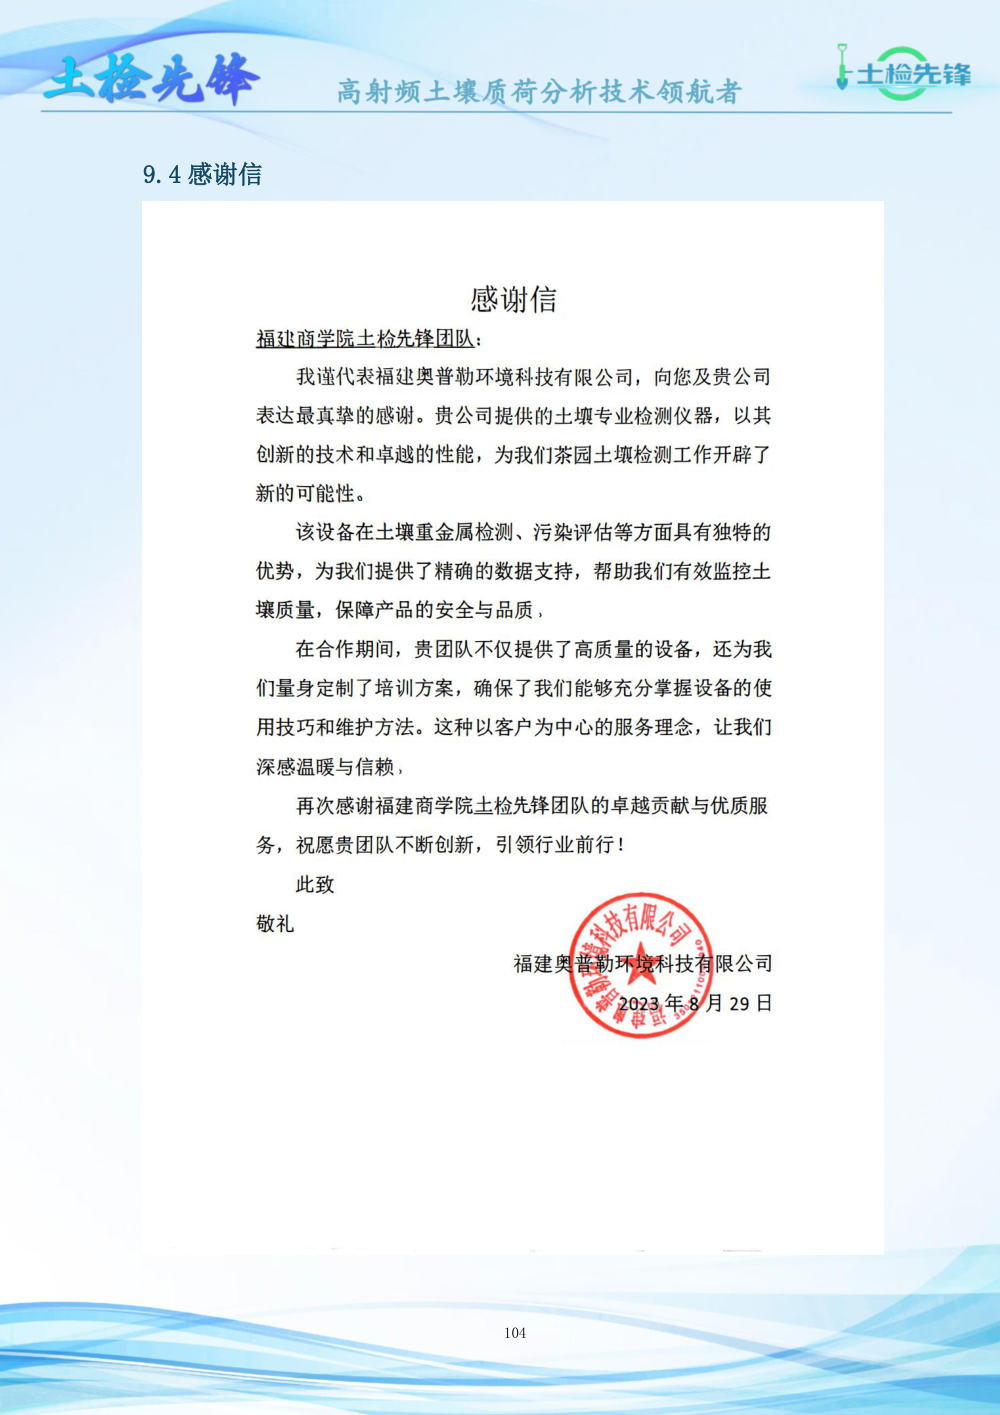 土检先锋
高射频土壤质荷分析技术领航者
土检先锋
9.4 感谢信
感谢信
福建商学院土检先锋团队：
我谨代表福建奥普勒环境科技有限公司，向您及贵公司
表达最真挚的感谢。贵公司提供的土壤专业检测仪器，以其
创新的技术和卓越的性能，为我们茶园土壤检测工作开辟了
新的可能性。
该设备在土壤重金属检测、污染评估等方面具有独特的
优势，为我们提供了精确的数据支持，帮助我们有效监控土
壤质量，保障产品的安全与品质，
在合作期间，贵团队不仅提供了高质量的设备，还为我
们量身定制了培训方案，确保了我们能够充分掌握设备的使
用技巧和维护方法。这种以客户为中心的服务理念，让我们
深感温暖与信赖，
再次感谢福建商学院土检先锋团队的卓越贡献与优质服
务，祝愿贵团队不断创新，引领行业前行！
此致
敬礼
福建奥普勒环境科技有限公司
福建奥普勒环境科技有限公司
2023 年 8 月 29 日
104